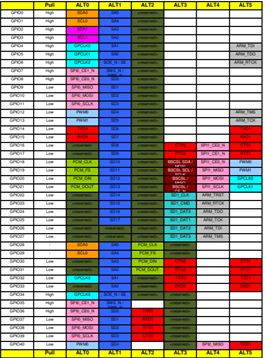 Pull ALT0 ALT1 ALT2 ALT3 ALT4 ALT5
GPIO0 High SDA0 SA5 <reserved>
GPIO1 High SCL0 SA4 <reserved>
GPIO2 High SDA1 SA3 <reserved>
GPIO3 High SCL1 SA2 <reserved>
GPIO4 High GPCLK0 SA1 <reserved> ARM_TDI
GPIO5 High GPCLK1 SA0 <reserved> ARM_TDO
GPIO6 High GPCLK2 SOE_N / SE <reserved> ARM_RTCK
GPIO7 High SPI0_CE1_N <reserved>
GPIO8 High SPI0_CE0_N SD0 <reserved>
GPIO9 Low SPI0_MISO SD1 <reserved>
GPIO10 Low SPI0_MOSI SD2 <reserved>
GPIO11 Low SPI0_SCLK SD3 <reserved>
GPIO12 Low PWM0 SD4 <reserved> ARM_TMS
GPIO13 Low PWM1 SD5 <reserved> ARM_TCK
GPIO14 Low TXD0 SD6 <reserved> TXD1
GPIO15 Low RXD0 SD7 <reserved> RXD1
GPIO16 Low <reserved> SD8 <reserved> CTS0 SPI1_CE2_N CTS1
GPIO17 Low <reserved> SD9 <reserved> RTS0 SPI1_CE1_N RTS1
GPIO18 Low PCM_CLK SD10 <reserved> BSCSL SDA / SPI1_CE0_N PWM0
GPIO19 Low PCM_FS SD11 <reserved> BSCSL SCL / SPI1_MISO PWM1
GPIO20 Low PCM_DIN SD12 <reserved> BSCSL / SPI1_MOSI GPCLK0
GPIO21 Low PCM_DOUT SD13 <reserved> BSCSL / SPI1_SCLK GPCLK1
GPIO22 Low <reserved> SD14 <reserved> SD1_CLK ARM_TRST
GPIO23 Low <reserved> SD15 <reserved> SD1_CMD ARM_RTCK
GPIO24 Low <reserved> SD16 <reserved> SD1_DAT0 ARM_TDO
GPIO25 Low <reserved> SD17 <reserved> SD1_DAT1 ARM_TCK
GPIO26 Low <reserved> <reserved> <reserved> SD1_DAT2 ARM_TDI
GPIO27 Low <reserved> <reserved> <reserved> SD1_DAT3 ARM_TMS
GPIO28 - SDA0 SA5 PCM_CLK <reserved>
GPIO29 - SCL0 SA4 PCM_FS <reserved>
GPIO30 Low <reserved> SA3 PCM_DIN CTS0 CTS1
GPIO31 Low <reserved> SA2 PCM_DOUT RTS0 RTS1
GPIO32 Low GPCLK0 SA1 <reserved> TXD0 TXD1
GPIO33 Low <reserved> SA0 <reserved> RXD0 RXD1
GPIO34 High GPCLK0 SOE_N / SE <reserved> <reserved>
GPIO35 High SPI0_CE1_N <reserved>
GPIO36 High SPI0_CE0_N SD0 TXD0 <reserved>
GPIO37 Low SPI0_MISO SD1 RXD0 <reserved>
GPIO38 Low SPI0_MOSI SD2 RTS0 <reserved>
GPIO39 Low SPI0_SCLK SD3 CTS0 <reserved>
GPIO40 Low PWM0 SD4 <reserved> SPI2_MISO TXD1
Pull ALT0 ALT1 ALT2 ALT3 ALT4 ALT5